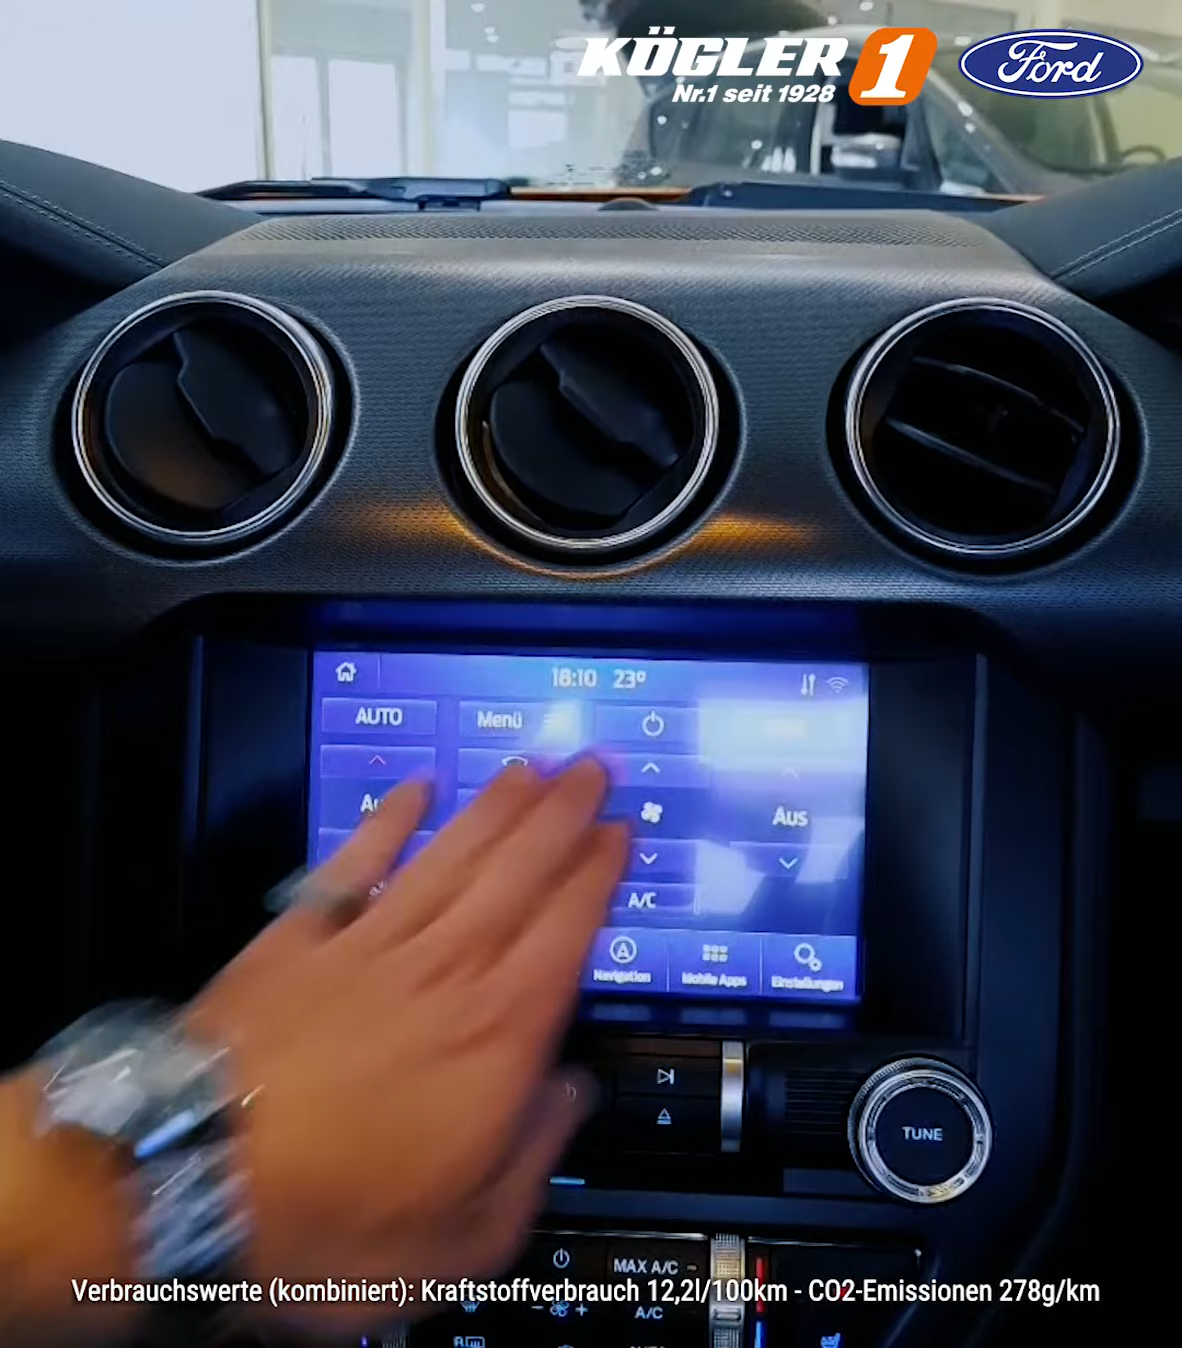 KÖGLER 1
Nr.1 seit 1928
Ford
18:10 23°
AUTO
Menü
Aus
A/C
Navigation
Mobile Apps
Einstellungen
TUNE
MAX A/C
A/C
Verbrauchswerte (kombiniert): Kraftstoffverbrauch 12,2l/100km - CO2-Emissionen 278g/km